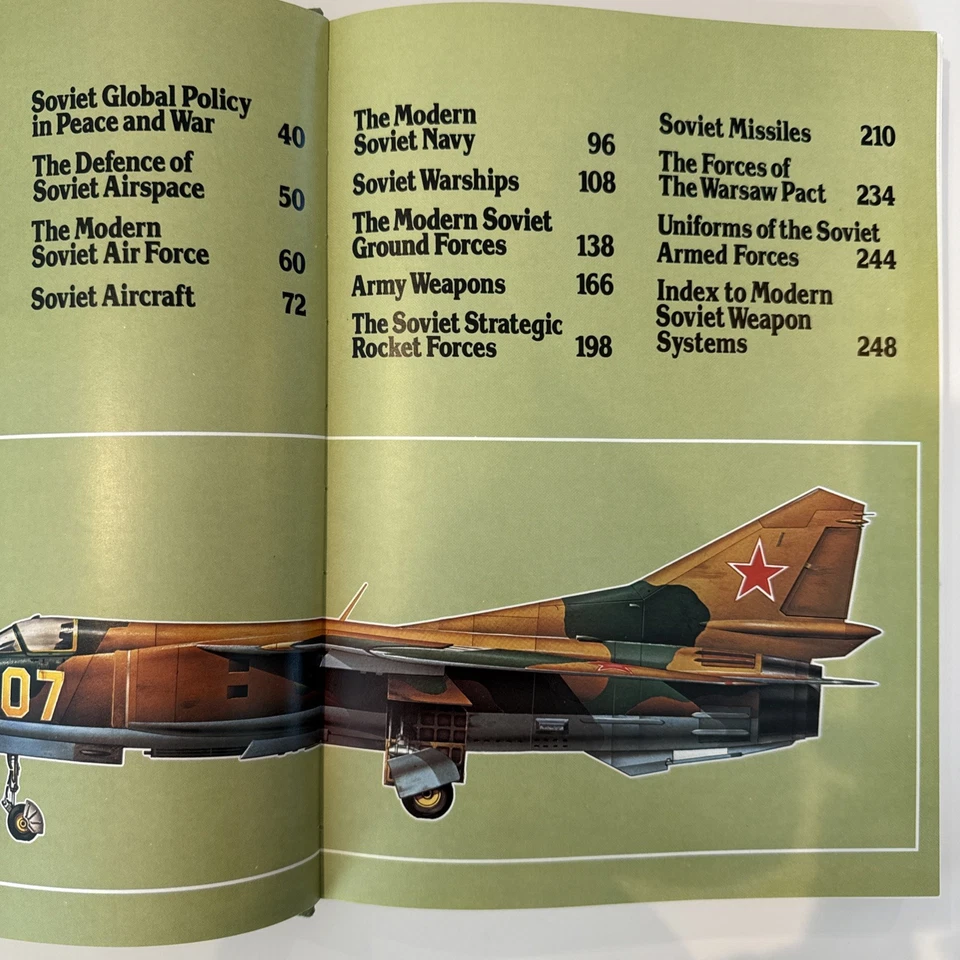 Soviet Global Policy
in Peace and War 40
The Defence of
Soviet Airspace 50
The Modern
Soviet Air Force 60
Soviet Aircraft 72
The Modern
Soviet Navy 96
Soviet Warships 108
The Modern Soviet
Ground Forces 138
Army Weapons 166
The Soviet Strategic
Rocket Forces 198
Soviet Missiles 210
The Forces of
The Warsaw Pact 234
Uniforms of the Soviet
Armed Forces 244
Index to Modern
Soviet Weapon
Systems 248
07